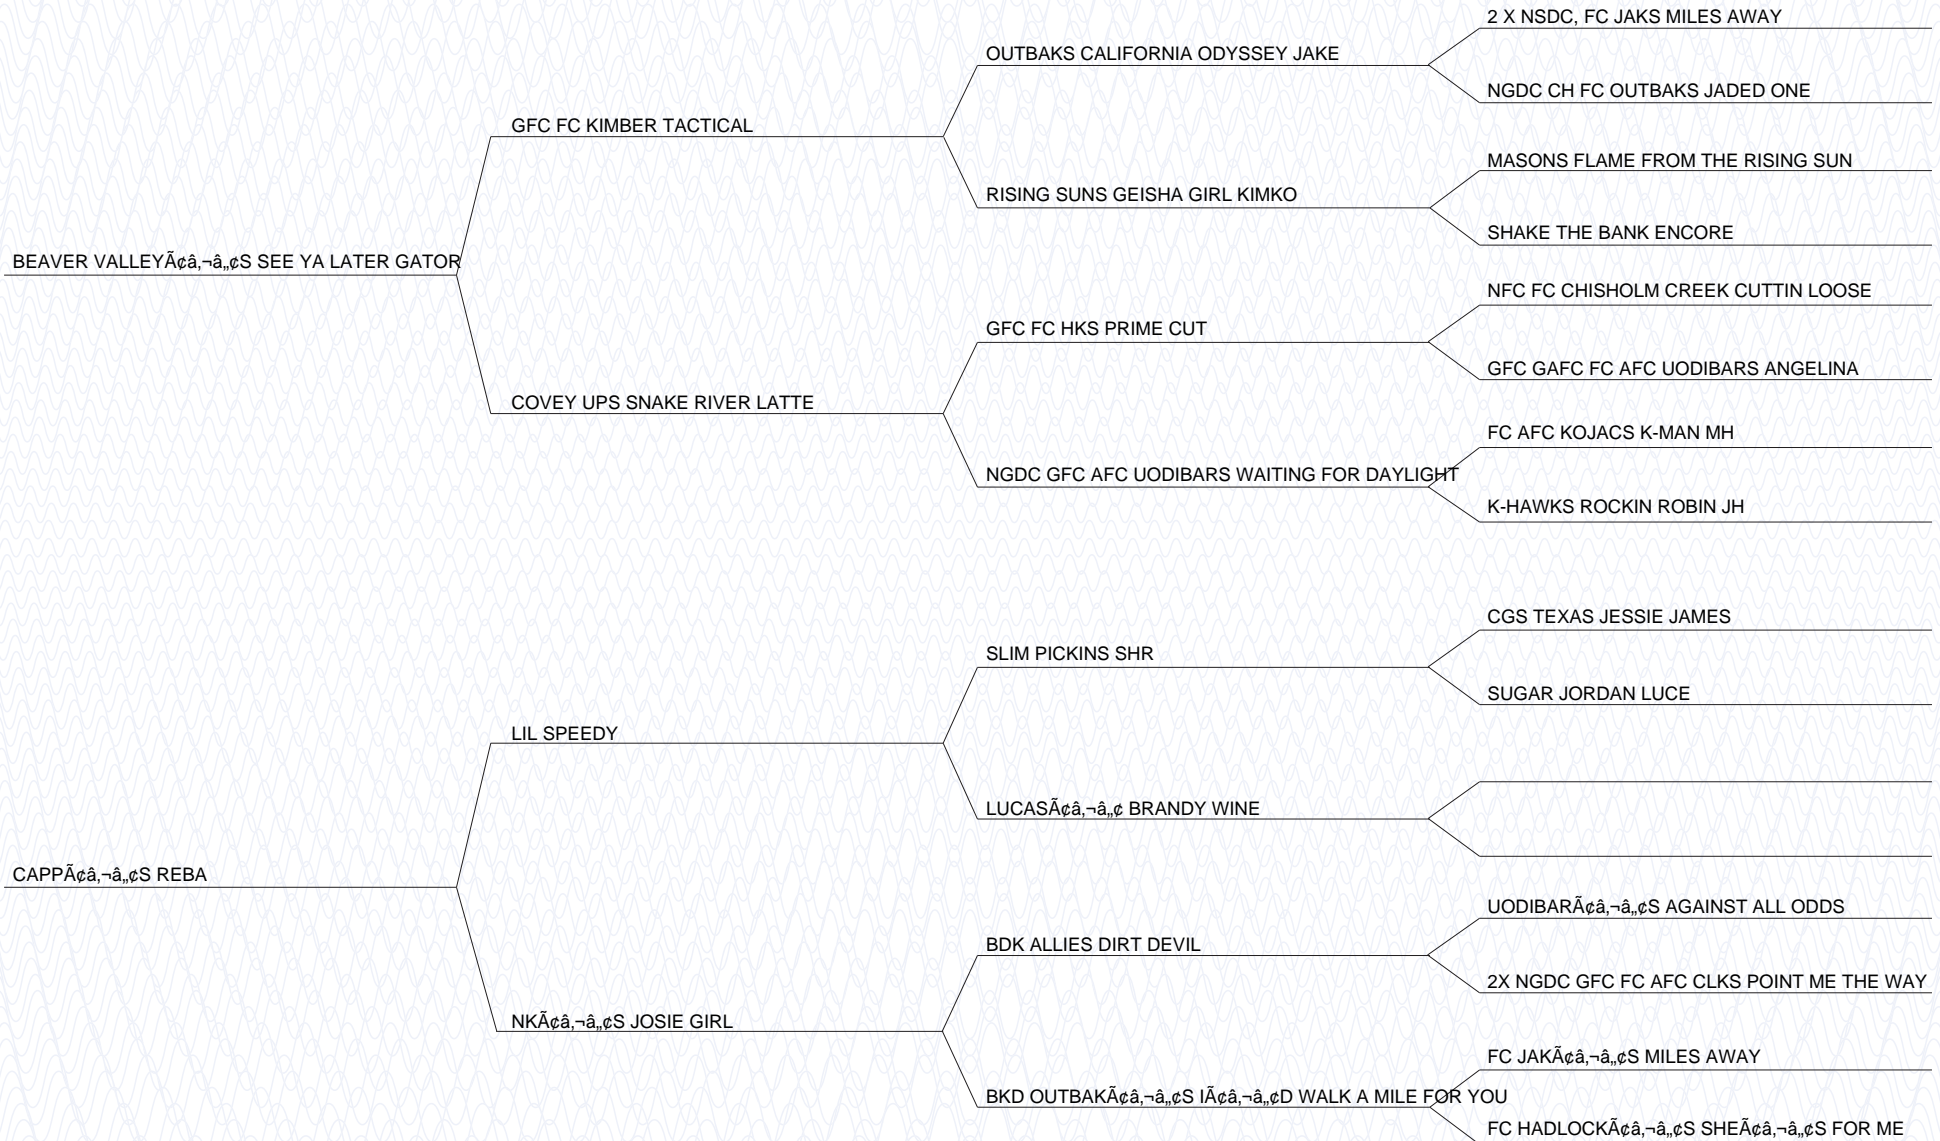 2 X NSDC, FC JAKS MILES AWAY
OUTBAKS CALIFORNIA ODYSSEY JAKE
NGDC CH FC OUTBAKS JADED ONE
GFC FC KIMBER TACTICAL
MASONS FLAME FROM THE RISING SUN
RISING SUNS GEISHA GIRL KIMKO
SHAKE THE BANK ENCORE
BEAVER VALLEYÃ¢â‚¬â„¢S SEE YA LATER GATOR
NFC FC CHISHOLM CREEK CUTTIN LOOSE
GFC FC HKS PRIME CUT
GFC GAFC FC AFC UODIBARS ANGELINA
COVEY UPS SNAKE RIVER LATTE
FC AFC KOJACS K-MAN MH
NGDC GFC AFC UODIBARS WAITING FOR DAYLIGHT
K-HAWKS ROCKIN ROBIN JH
CGS TEXAS JESSIE JAMES
SLIM PICKINS SHR
SUGAR JORDAN LUCE
LIL SPEEDY
LUCASÃ¢â‚¬â„¢ BRANDY WINE
CAPPÃ¢â‚¬â„¢S REBA
UODIBARÃ¢â‚¬â„¢S AGAINST ALL ODDS
BDK ALLIES DIRT DEVIL
2X NGDC GFC FC AFC CLKS POINT ME THE WAY
NKÃ¢â‚¬â„¢S JOSIE GIRL
FC JAKÃ¢â‚¬â„¢S MILES AWAY
BKD OUTBAKÃ¢â‚¬â„¢S IÃ¢â‚¬â„¢D WALK A MILE FOR YOU
FC HADLOCKÃ¢â‚¬â„¢S SHEÃ¢â‚¬â„¢S FOR ME